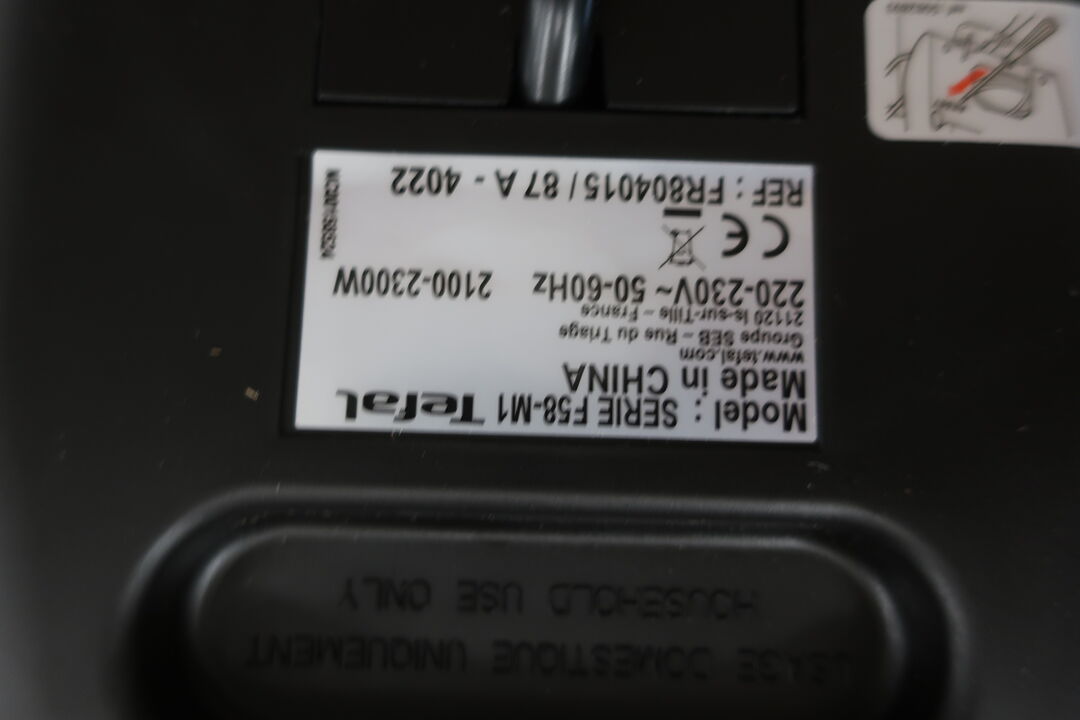 Model : SERIE F58-M1 Tefal
Made in CHINA
www.tefal.com
Groupe SEB – Rue du Triage
21120 Is-sur-Tille – France
220-230V~ 50-60Hz 2100-2300W
CE
REF : FR804015 / 87 A - 4022
USAGE DOMESTIQUE UNIQUEMENT
HOUSEHOLD USE ONLY